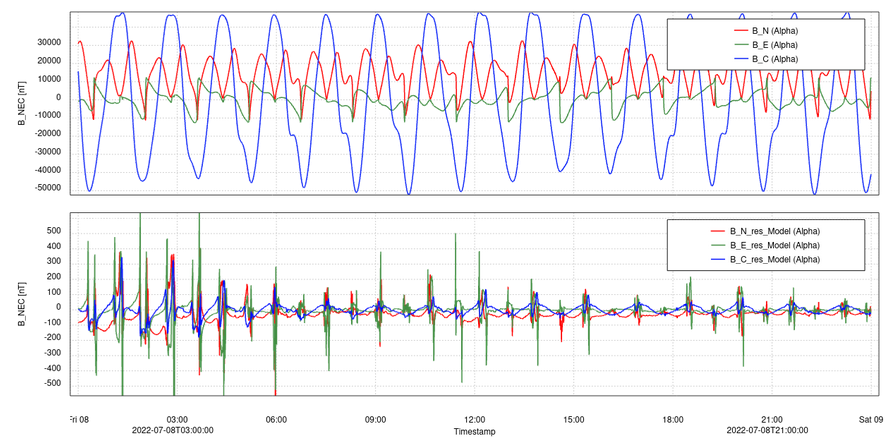 B_NEC [nT]
30000
20000
10000
0
-10000
-20000
-30000
-40000
-50000
B_N (Alpha)
B_E (Alpha)
B_C (Alpha)
B_NEC [nT]
500
400
300
200
100
0
-100
-200
-300
-400
-500
B_N_res_Model (Alpha)
B_E_res_Model (Alpha)
B_C_res_Model (Alpha)
Fri 08 03:00 06:00 09:00 12:00 15:00 18:00 21:00 Sat 09
2022-07-08T03:00:00 Timestamp 2022-07-08T21:00:00